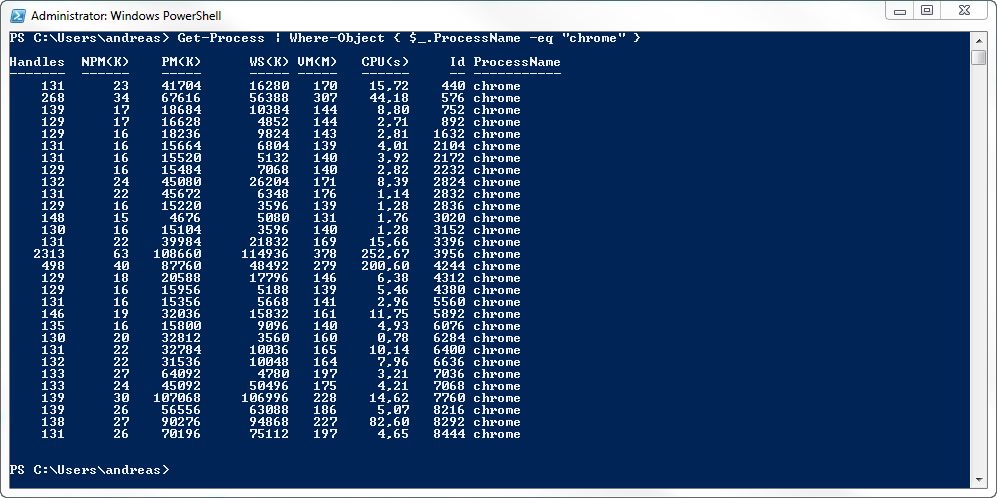 Administrator: Windows PowerShell
PS C:\Users\andreas> Get-Process | Where-Object { $_.ProcessName -eq "chrome" }
Handles NPM(K) PM(K) WS(K) VM(M) CPU(s) Id ProcessName
------- ------ ----- ----- ----- ------ -- -----------
131 23 41704 16280 170 15,72 440 chrome
268 34 67616 56388 307 44,18 576 chrome
139 17 18684 10384 144 8,80 752 chrome
129 17 16628 4852 144 2,71 892 chrome
129 16 18236 9824 143 2,81 1632 chrome
131 16 15664 6804 139 4,01 2104 chrome
131 16 15520 5132 140 3,92 2172 chrome
129 16 15484 7068 140 2,82 2232 chrome
132 24 45080 26204 171 8,39 2824 chrome
131 22 45672 6348 176 1,14 2832 chrome
129 16 15220 3596 139 1,28 2836 chrome
148 15 4676 5080 131 1,76 3020 chrome
130 16 15104 3596 140 1,28 3152 chrome
131 22 39984 21832 169 15,66 3396 chrome
2313 63 108660 114936 378 252,67 3956 chrome
498 40 87760 48492 279 200,60 4244 chrome
129 18 20588 17796 146 6,38 4312 chrome
129 16 15956 5188 139 5,46 4380 chrome
131 16 15356 5668 141 2,96 5560 chrome
146 19 32036 15832 161 11,75 5892 chrome
135 16 15800 9096 140 4,93 6076 chrome
130 20 32812 3560 160 0,78 6284 chrome
131 22 32784 10036 165 10,14 6400 chrome
132 22 31536 10048 164 7,96 6636 chrome
133 27 64092 4780 197 3,21 7036 chrome
133 24 45092 50496 175 4,21 7068 chrome
139 30 107068 106996 228 14,62 7760 chrome
139 26 56556 63088 186 5,07 8216 chrome
138 27 90276 94868 227 82,60 8292 chrome
131 26 70196 75112 197 4,65 8444 chrome
PS C:\Users\andreas>